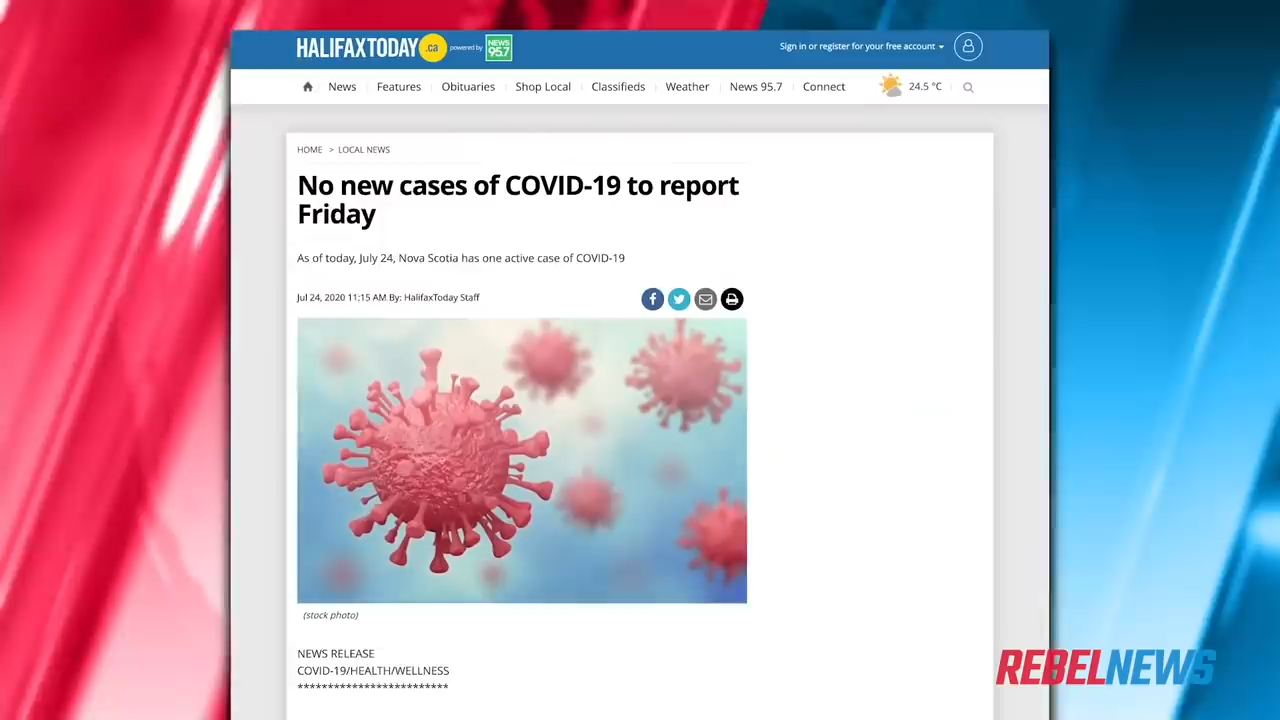 HALIFAXTODAY.ca powered by NEWS 95.7
Sign in or register for your free account
News Features Obituaries Shop Local Classifieds Weather News 95.7 Connect 24.5 °C
HOME > LOCAL NEWS
No new cases of COVID-19 to report
Friday
As of today, July 24, Nova Scotia has one active case of COVID-19
Jul 24, 2020 11:15 AM By: HalifaxToday Staff
(stock photo)
NEWS RELEASE
COVID-19/HEALTH/WELLNESS
*************************
REBELNEWS